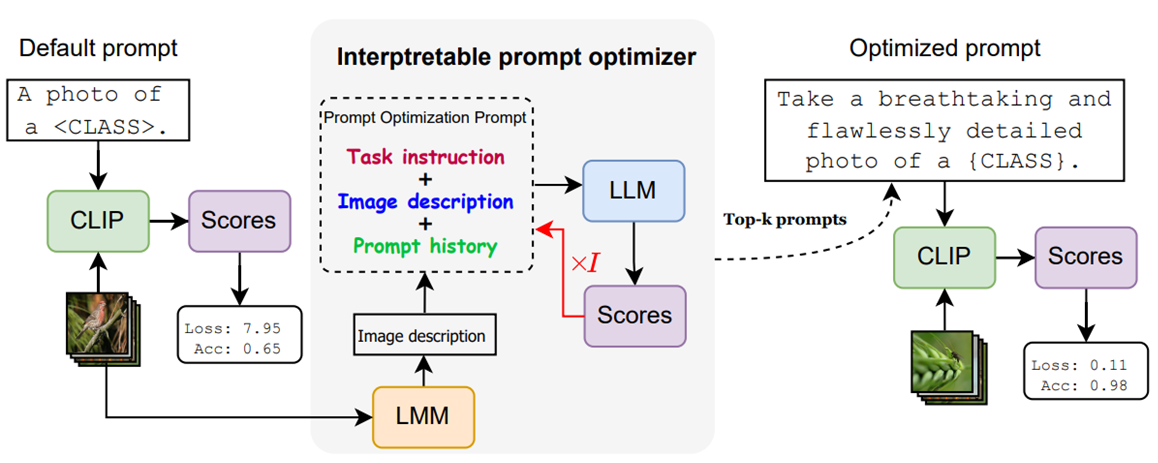 Default prompt
A photo of
a <CLASS>.
CLIP
Scores
Loss: 7.95
Acc: 0.65
Interptretable prompt optimizer
Prompt Optimization Prompt
Task instruction
+
Image description
+
Prompt history
LLM
×I
Scores
Image description
LMM
Top-k prompts
Optimized prompt
Take a breathtaking and
flawlessly detailed
photo of a {CLASS}.
CLIP
Scores
Loss: 0.11
Acc: 0.98